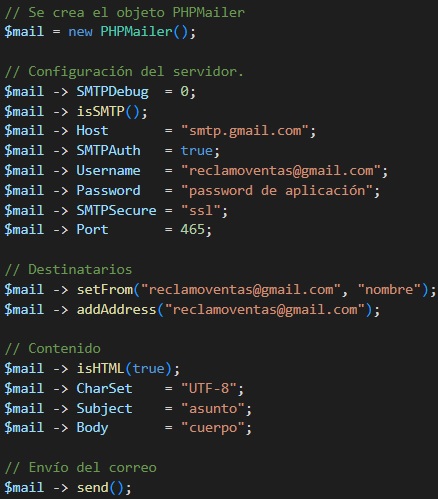 // Se crea el objeto PHPMailer
$mail = new PHPMailer();

// Configuración del servidor.
$mail -> SMTPDebug  = 0;
$mail -> isSMTP();
$mail -> Host       = "smtp.gmail.com";
$mail -> SMTPAuth   = true;
$mail -> Username   = "reclamoventas@gmail.com";
$mail -> Password   = "password de aplicación";
$mail -> SMTPSecure = "ssl";
$mail -> Port       = 465;

// Destinatarios
$mail -> setFrom("reclamoventas@gmail.com", "nombre");
$mail -> addAddress("reclamoventas@gmail.com");

// Contenido
$mail -> isHTML(true);
$mail -> CharSet    = "UTF-8";
$mail -> Subject    = "asunto";
$mail -> Body       = "cuerpo";

// Envío del correo
$mail -> send();